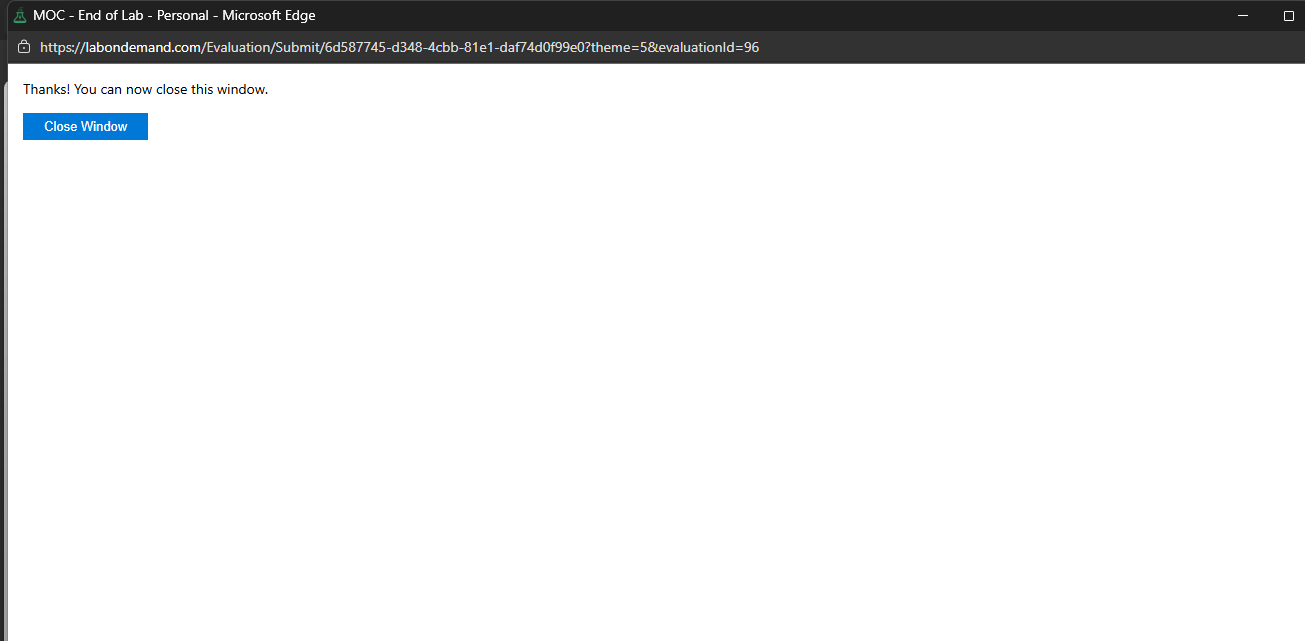 MOC - End of Lab - Personal - Microsoft Edge
https://labondemand.com/Evaluation/Submit/6d587745-d348-4cbb-81e1-daf74d0f99e0?theme=5&evaluationId=96
Thanks! You can now close this window.
Close Window